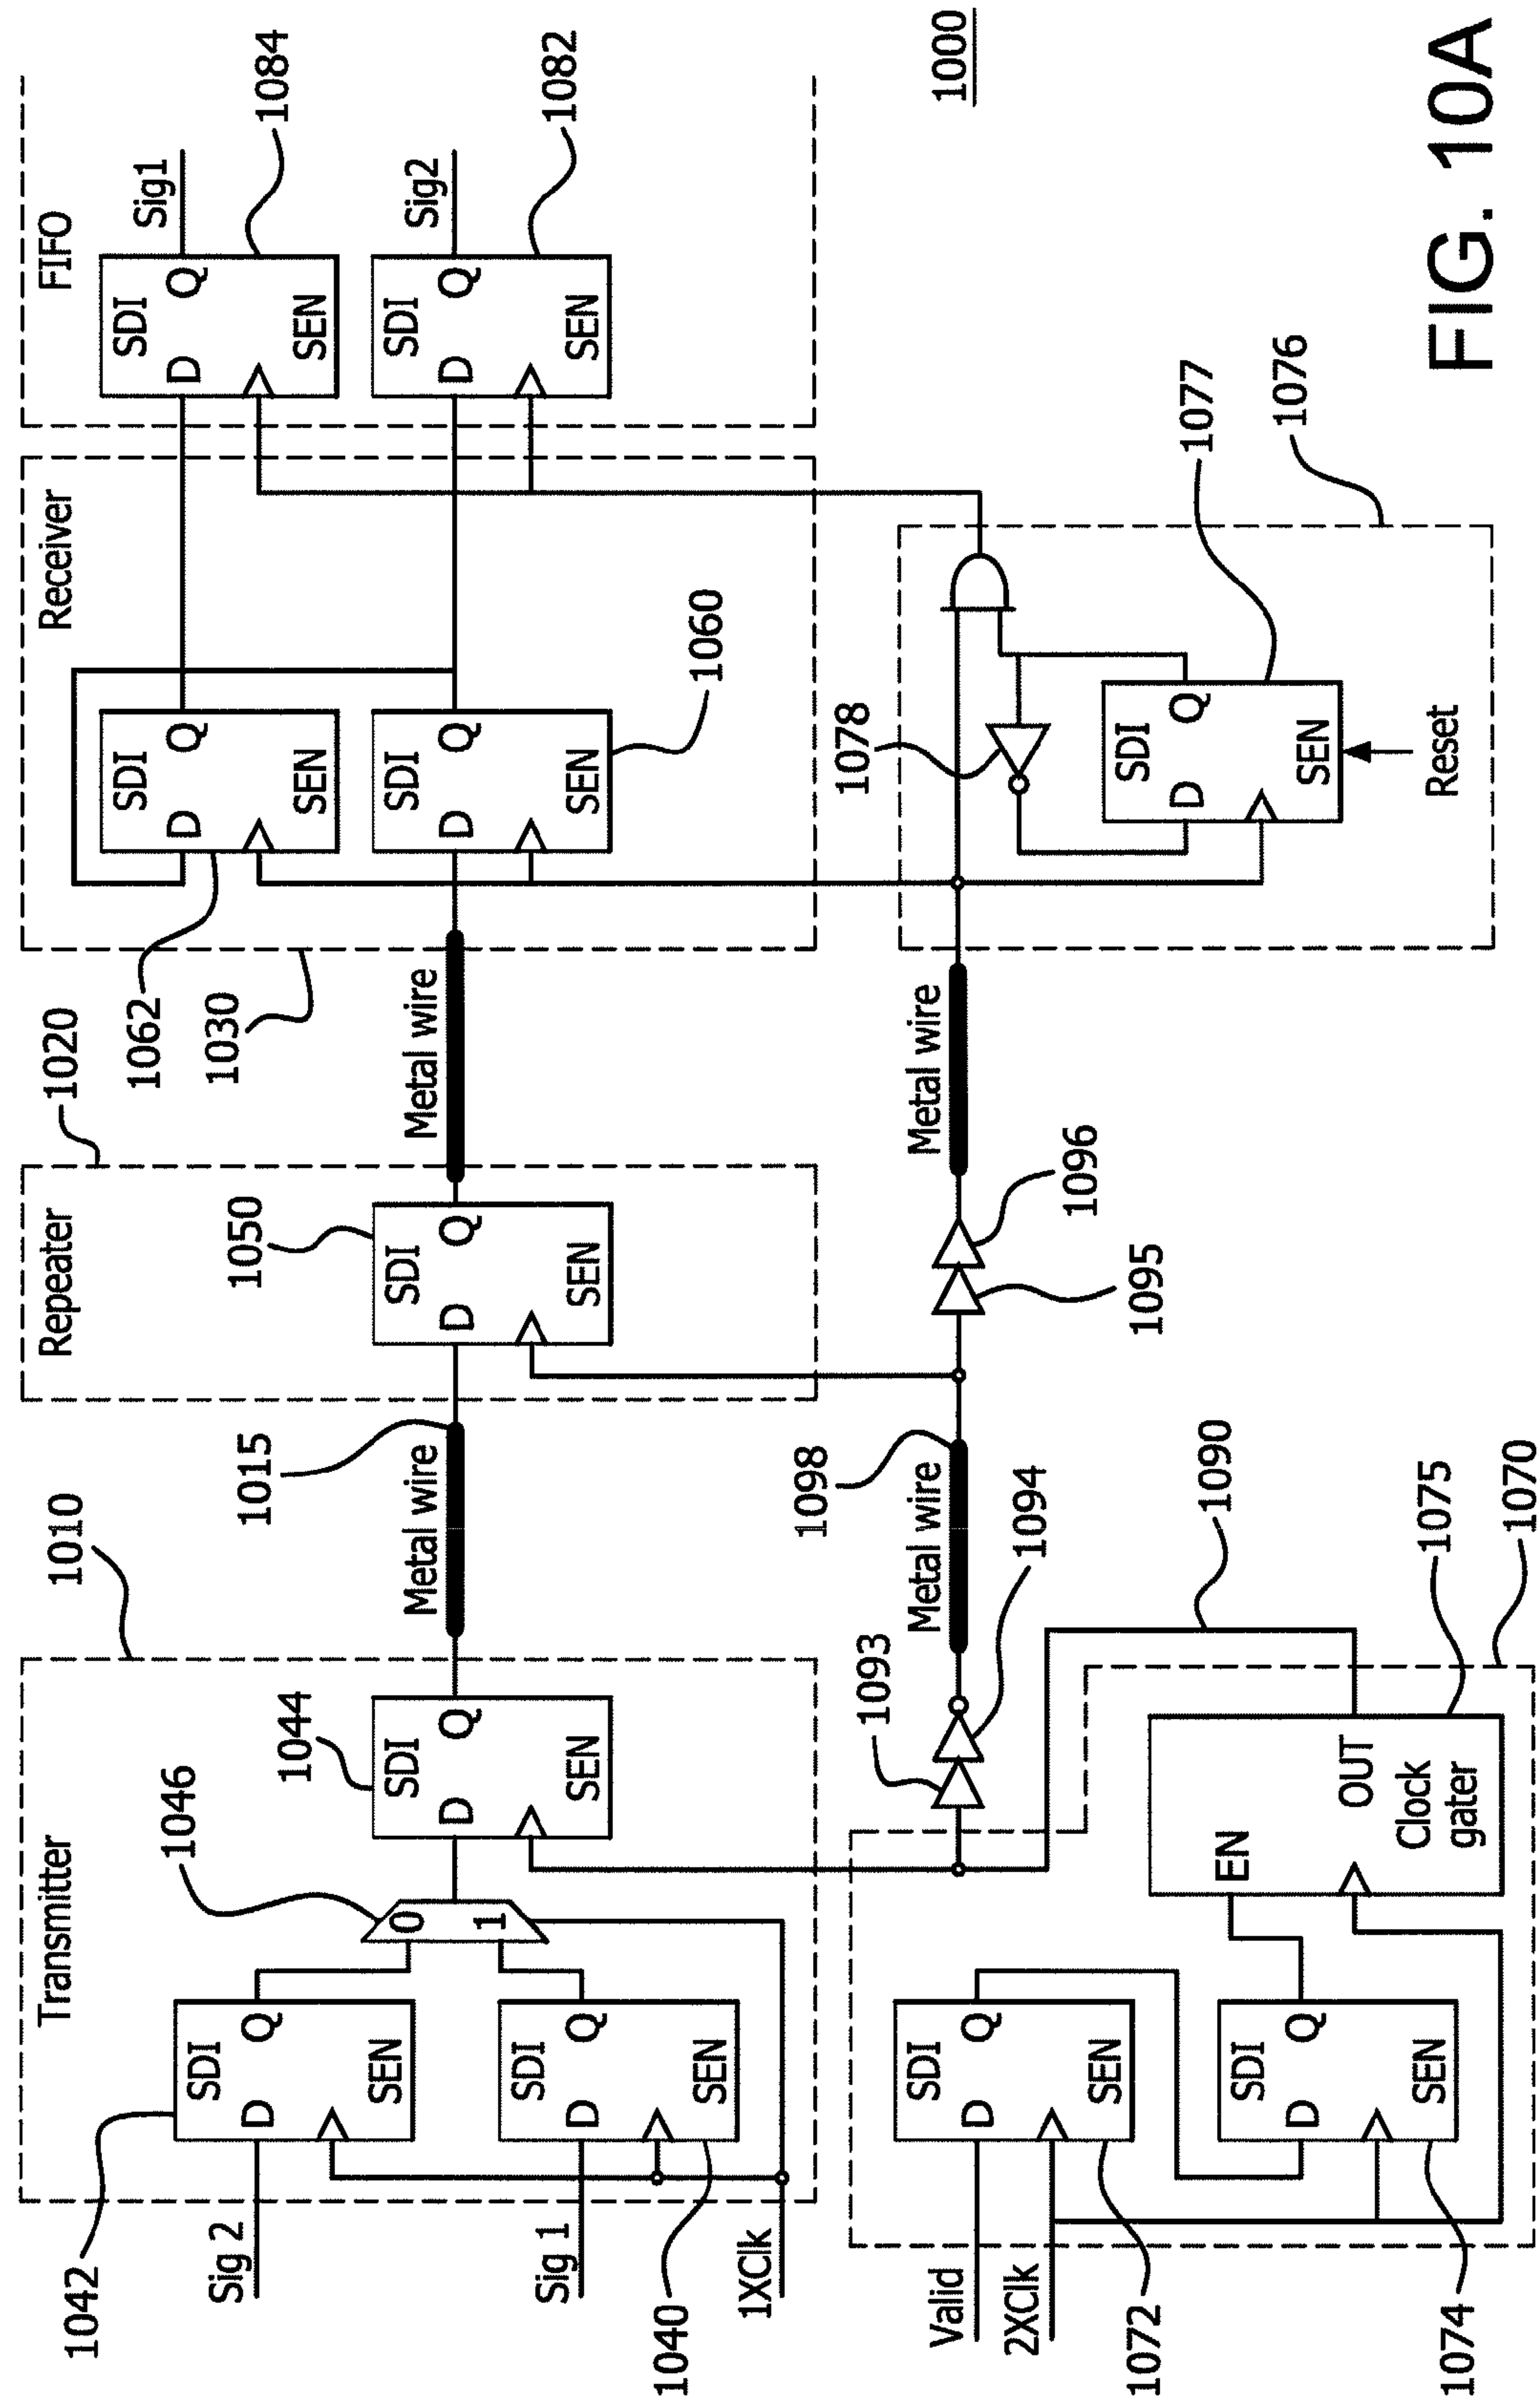 FIG. 10A
1000
Transmitter
1010
1042
SDI
D
Q
SEN
Sig 2
1040
SDI
D
Q
SEN
Sig 1
1XClk
1046
0
1
1044
SDI
D
Q
SEN
Metal wire
1015
Repeater
1020
1050
SDI
D
Q
SEN
Metal wire
Receiver
1030
1062
SDI
D
Q
SEN
1060
SDI
D
Q
SEN
FIFO
SDI
D
Q
SEN
Sig1
1084
SDI
D
Q
SEN
Sig2
1082
Valid
2XClk
SDI
D
Q
SEN
1072
SDI
D
Q
SEN
1074
EN
OUT
Clock
gater
1075
1070
1090
1093
1094
Metal wire
1098
1095
1096
Metal wire
1078
SDI
D
Q
SEN
Reset
1077
1076